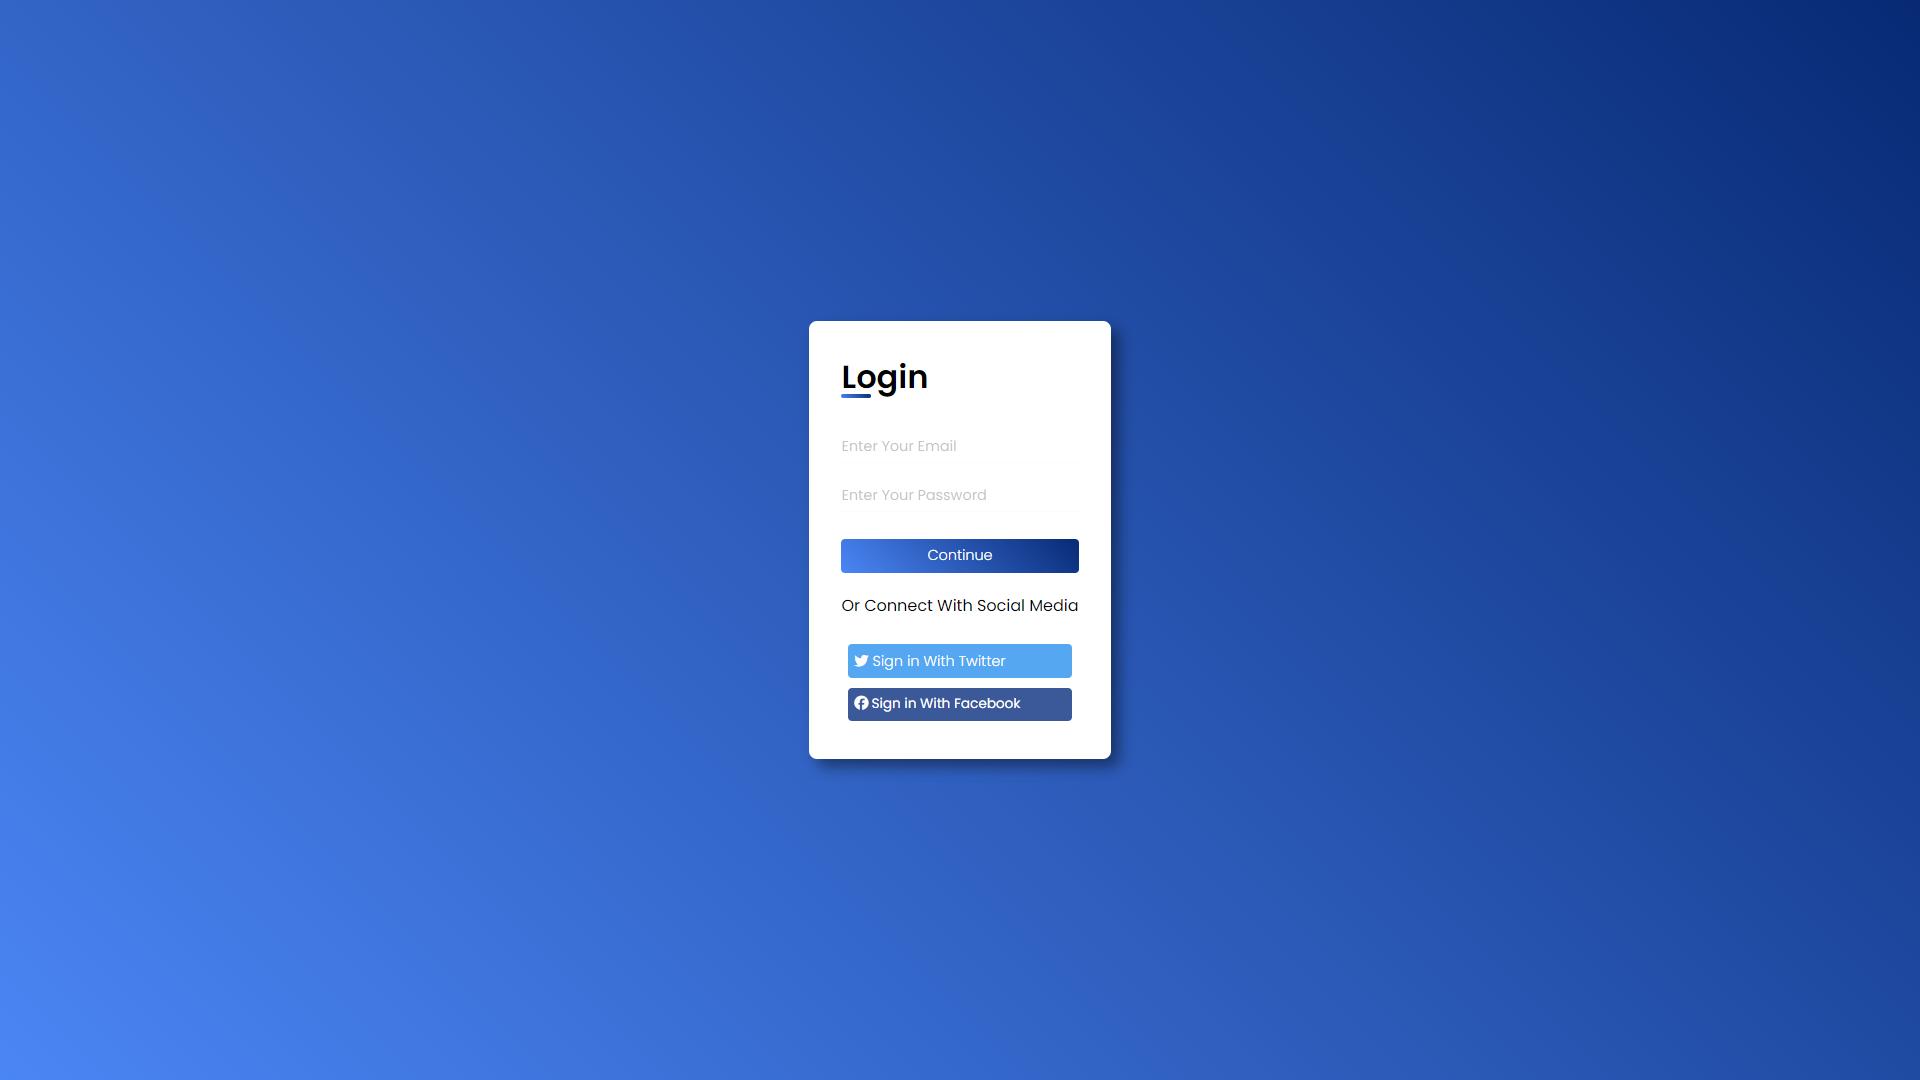 Login
Enter Your Email
Enter Your Password
Continue
Or Connect With Social Media
Sign in With Twitter
Sign in With Facebook